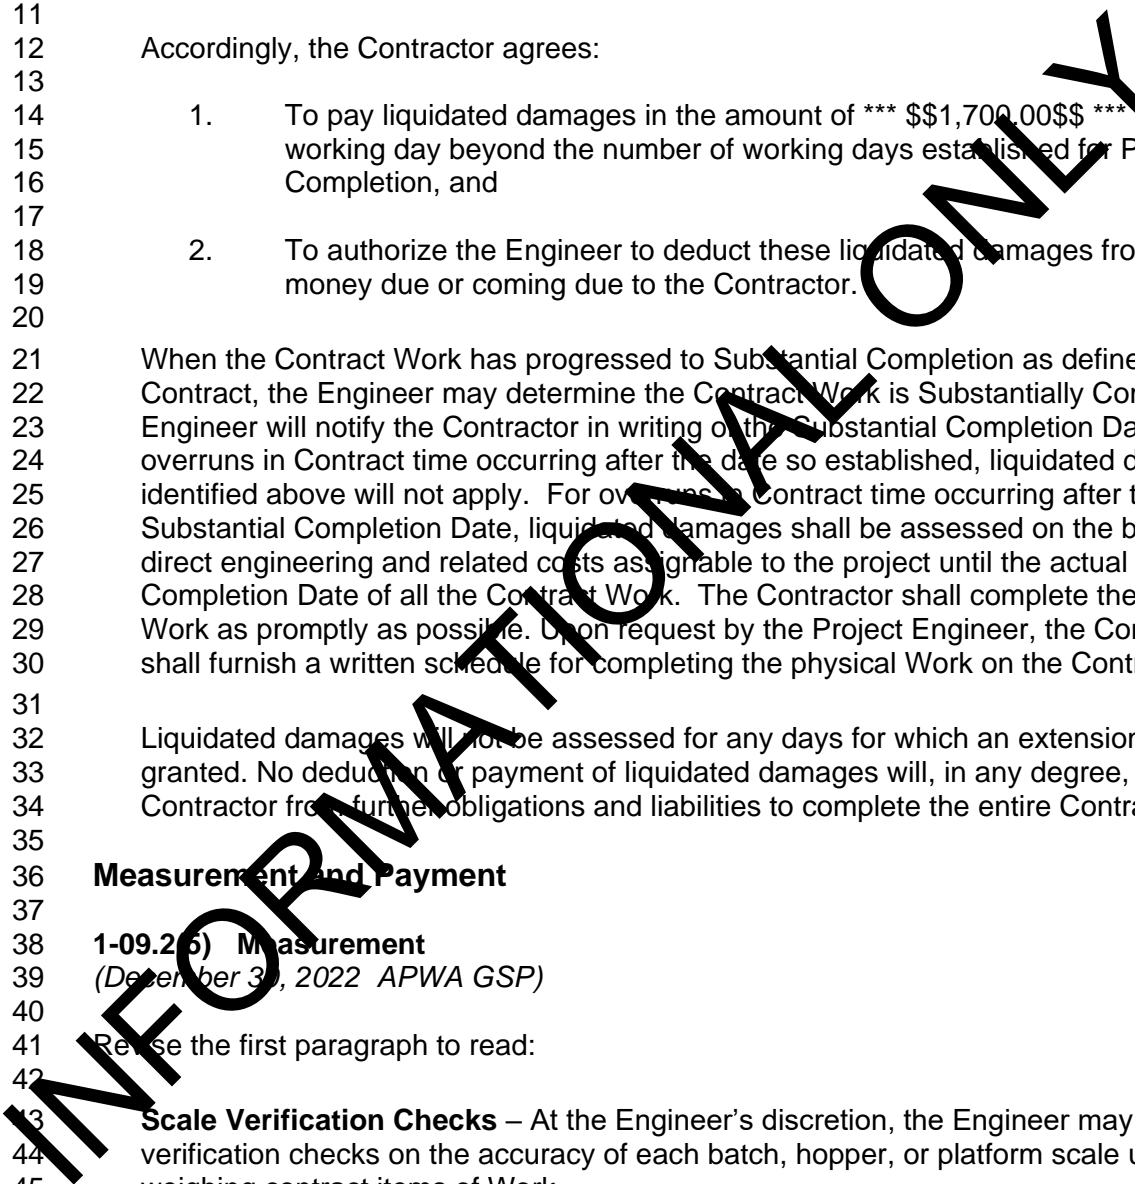 11
12 Accordingly, the Contractor agrees:
13
14 1. To pay liquidated damages in the amount of *** $$1,700.00$$ ***
15 working day beyond the number of working days established for P
16 Completion, and
17
18 2. To authorize the Engineer to deduct these liquidated damages fro
19 money due or coming due to the Contractor.
20
21 When the Contract Work has progressed to Substantial Completion as define
22 Contract, the Engineer may determine the Contract Work is Substantially Cor
23 Engineer will notify the Contractor in writing of the Substantial Completion Da
24 overruns in Contract time occurring after the date so established, liquidated d
25 identified above will not apply. For overruns in Contract time occurring after t
26 Substantial Completion Date, liquidated damages shall be assessed on the b
27 direct engineering and related costs assignable to the project until the actual
28 Completion Date of all the Contract Work. The Contractor shall complete the
29 Work as promptly as possible. Upon request by the Project Engineer, the Cor
30 shall furnish a written schedule for completing the physical Work on the Contr
31
32 Liquidated damages will not be assessed for any days for which an extension
33 granted. No deduction or payment of liquidated damages will, in any degree,
34 Contractor from further obligations and liabilities to complete the entire Contra
35
36 Measurement and Payment
37
38 1-09.2(5) Measurement
39 (December 30, 2022 APWA GSP)
40
41 Revise the first paragraph to read:
42
43 Scale Verification Checks – At the Engineer’s discretion, the Engineer may
44 verification checks on the accuracy of each batch, hopper, or platform scale u
45 weighing contract items of Work
INFORMATIONAL ONLY